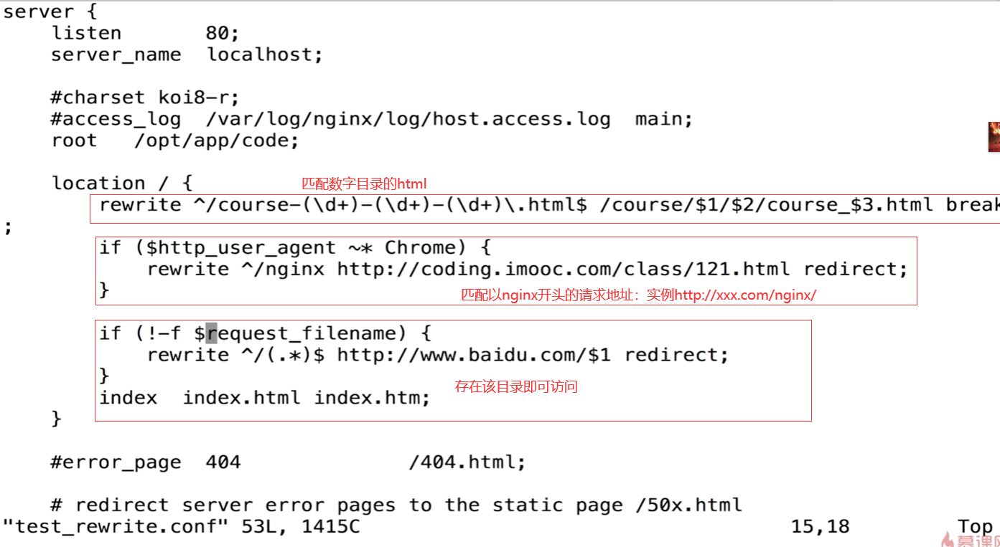 server {
listen 80;
server_name localhost;
#charset koi8-r;
#access_log /var/log/nginx/log/host.access.log main;
root /opt/app/code;
location / {
匹配数字目录的html
rewrite ^/course-(\d+)-(\d+)-(\d+)\.html$ /course/$1/$2/course_$3.html break
;
if ($http_user_agent ~* Chrome) {
rewrite ^/nginx http://coding.imooc.com/class/121.html redirect;
}
匹配以nginx开头的请求地址：实例http://xxx.com/nginx/
if (!-f $request_filename) {
rewrite ^/(.*)$ http://www.baidu.com/$1 redirect;
}
存在该目录即可访问
index index.html index.htm;
}
#error_page 404 /404.html;
# redirect server error pages to the static page /50x.html
"test_rewrite.conf" 53L, 1415C 15,18 Top
慕课网